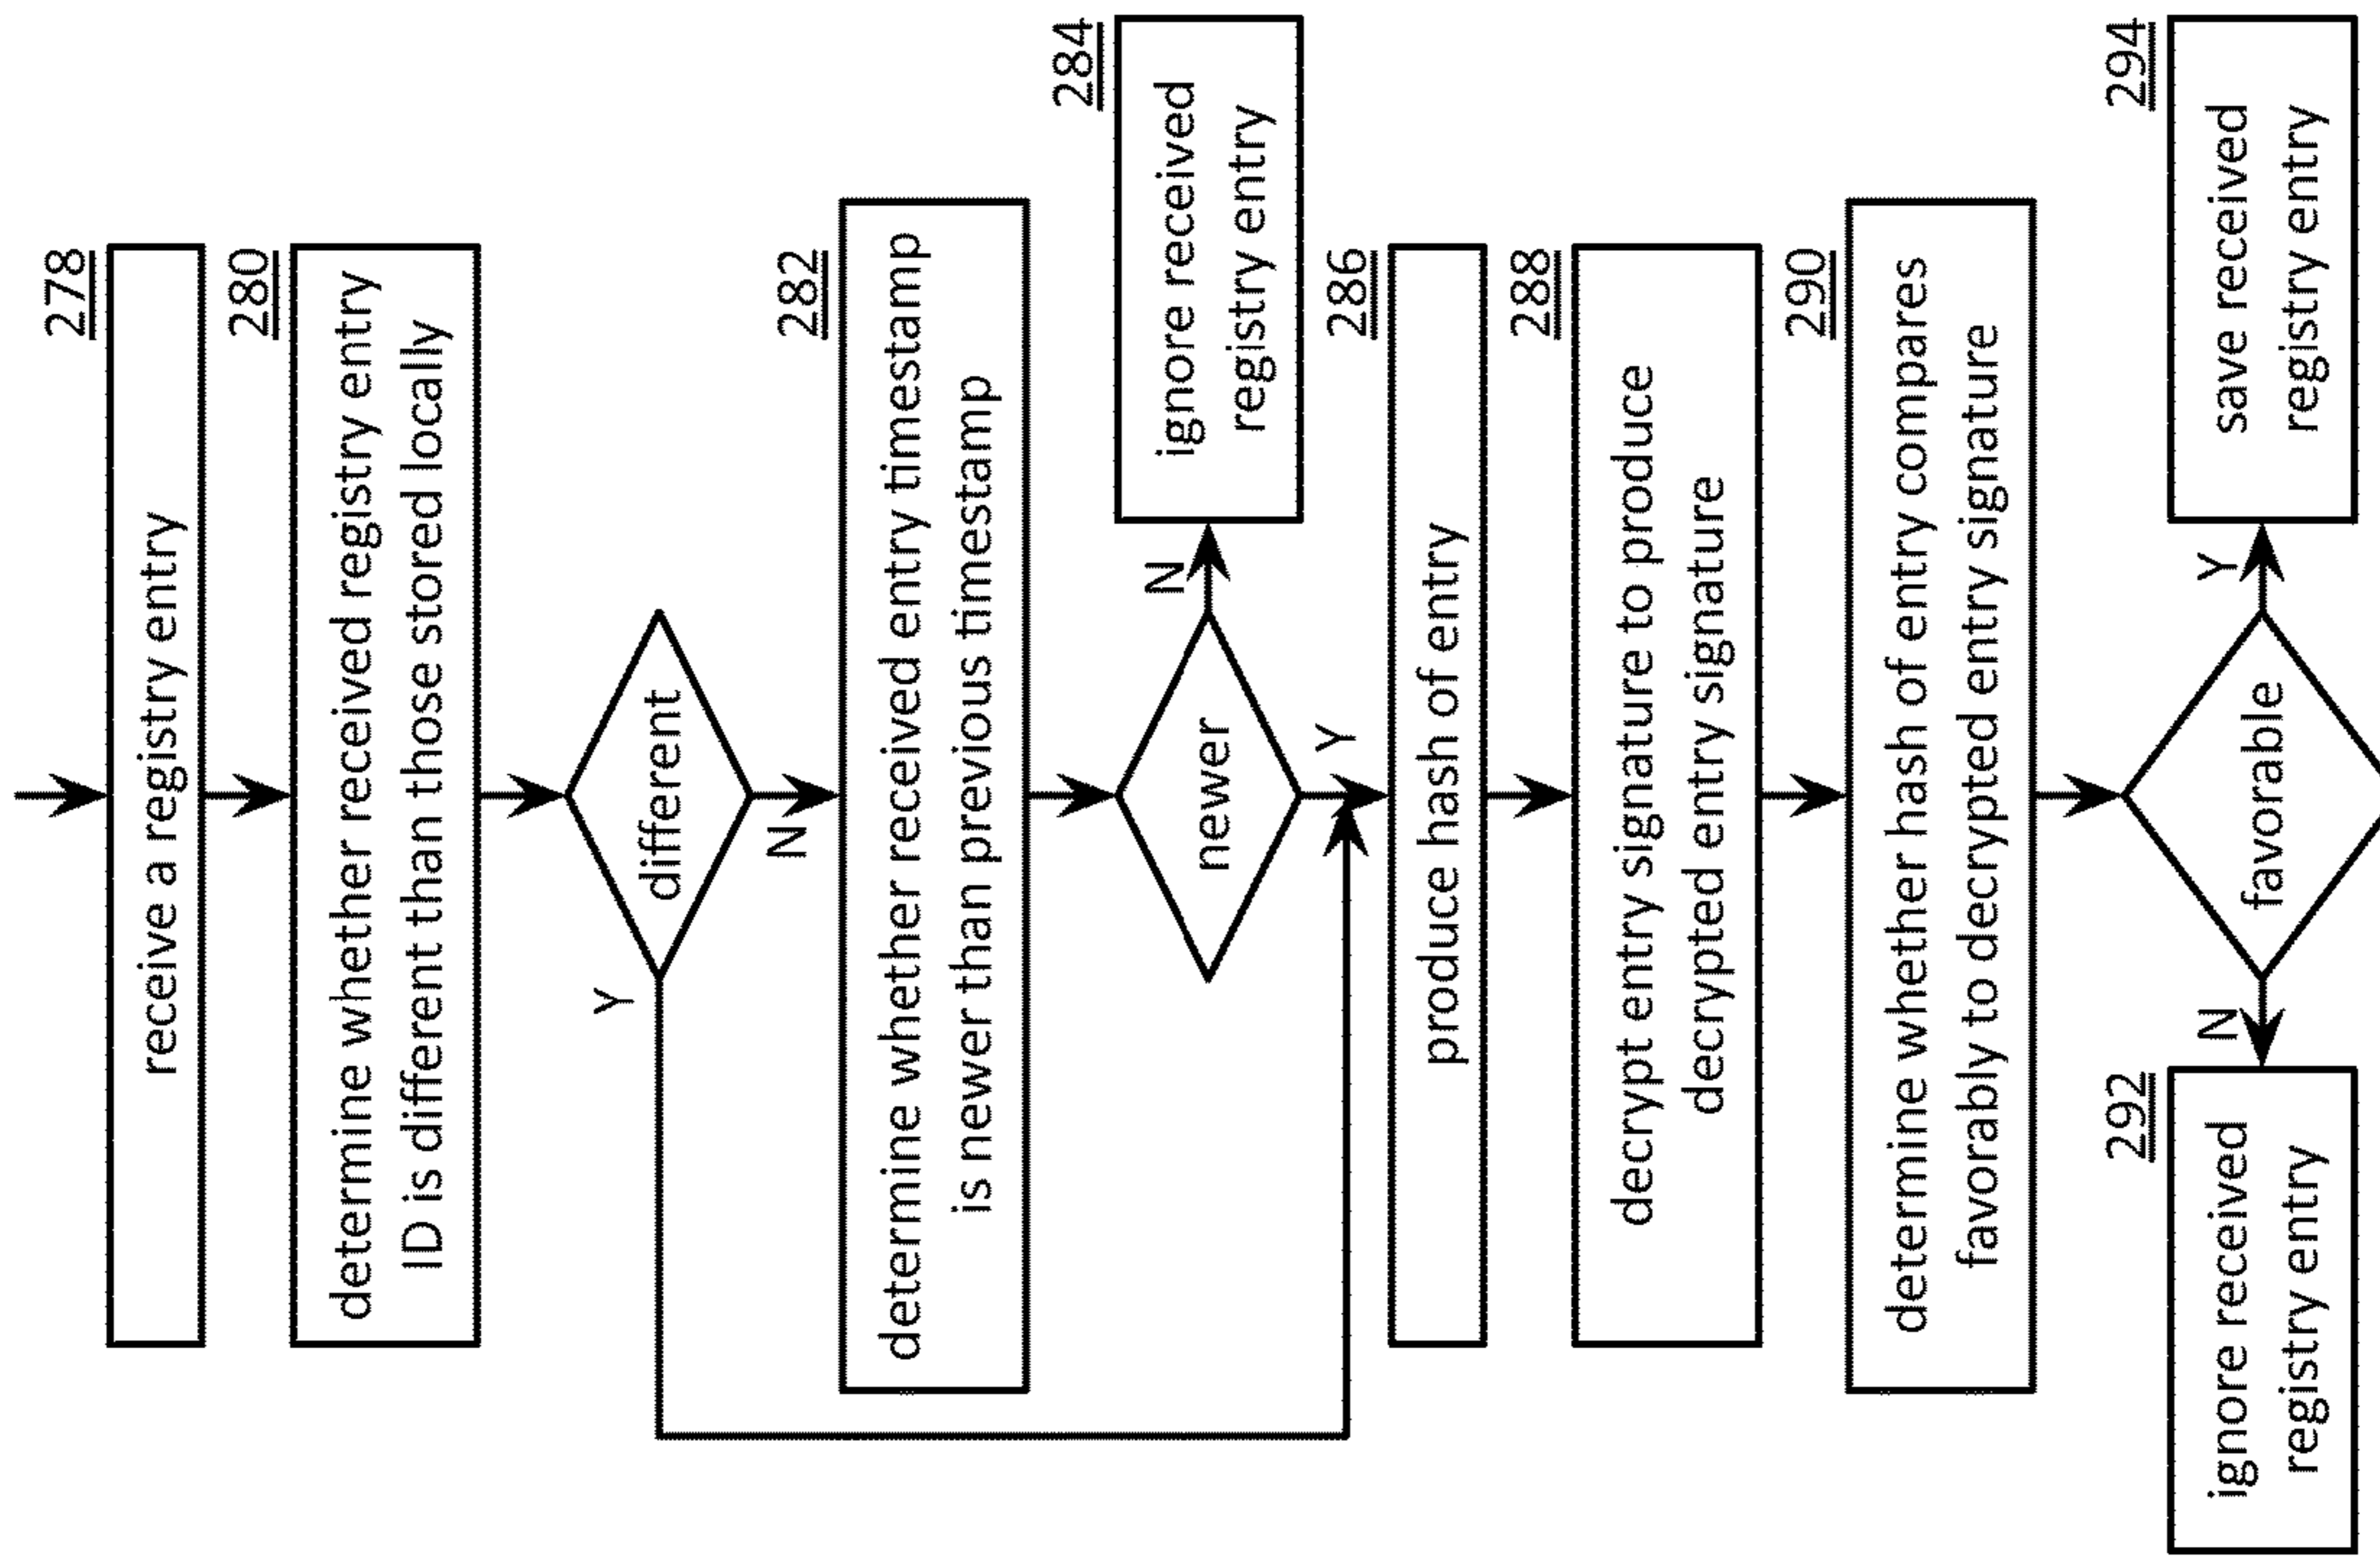 278
receive a registry entry
280
determine whether received registry entry
ID is different than those stored locally
different
Y
N
282
determine whether received entry timestamp
is newer than previous timestamp
newer
N
284
ignore received
registry entry
Y
286
produce hash of entry
288
decrypt entry signature to produce
decrypted entry signature
290
determine whether hash of entry compares
favorably to decrypted entry signature
favorable
N
Y
292
ignore received
registry entry
294
save received
registry entry